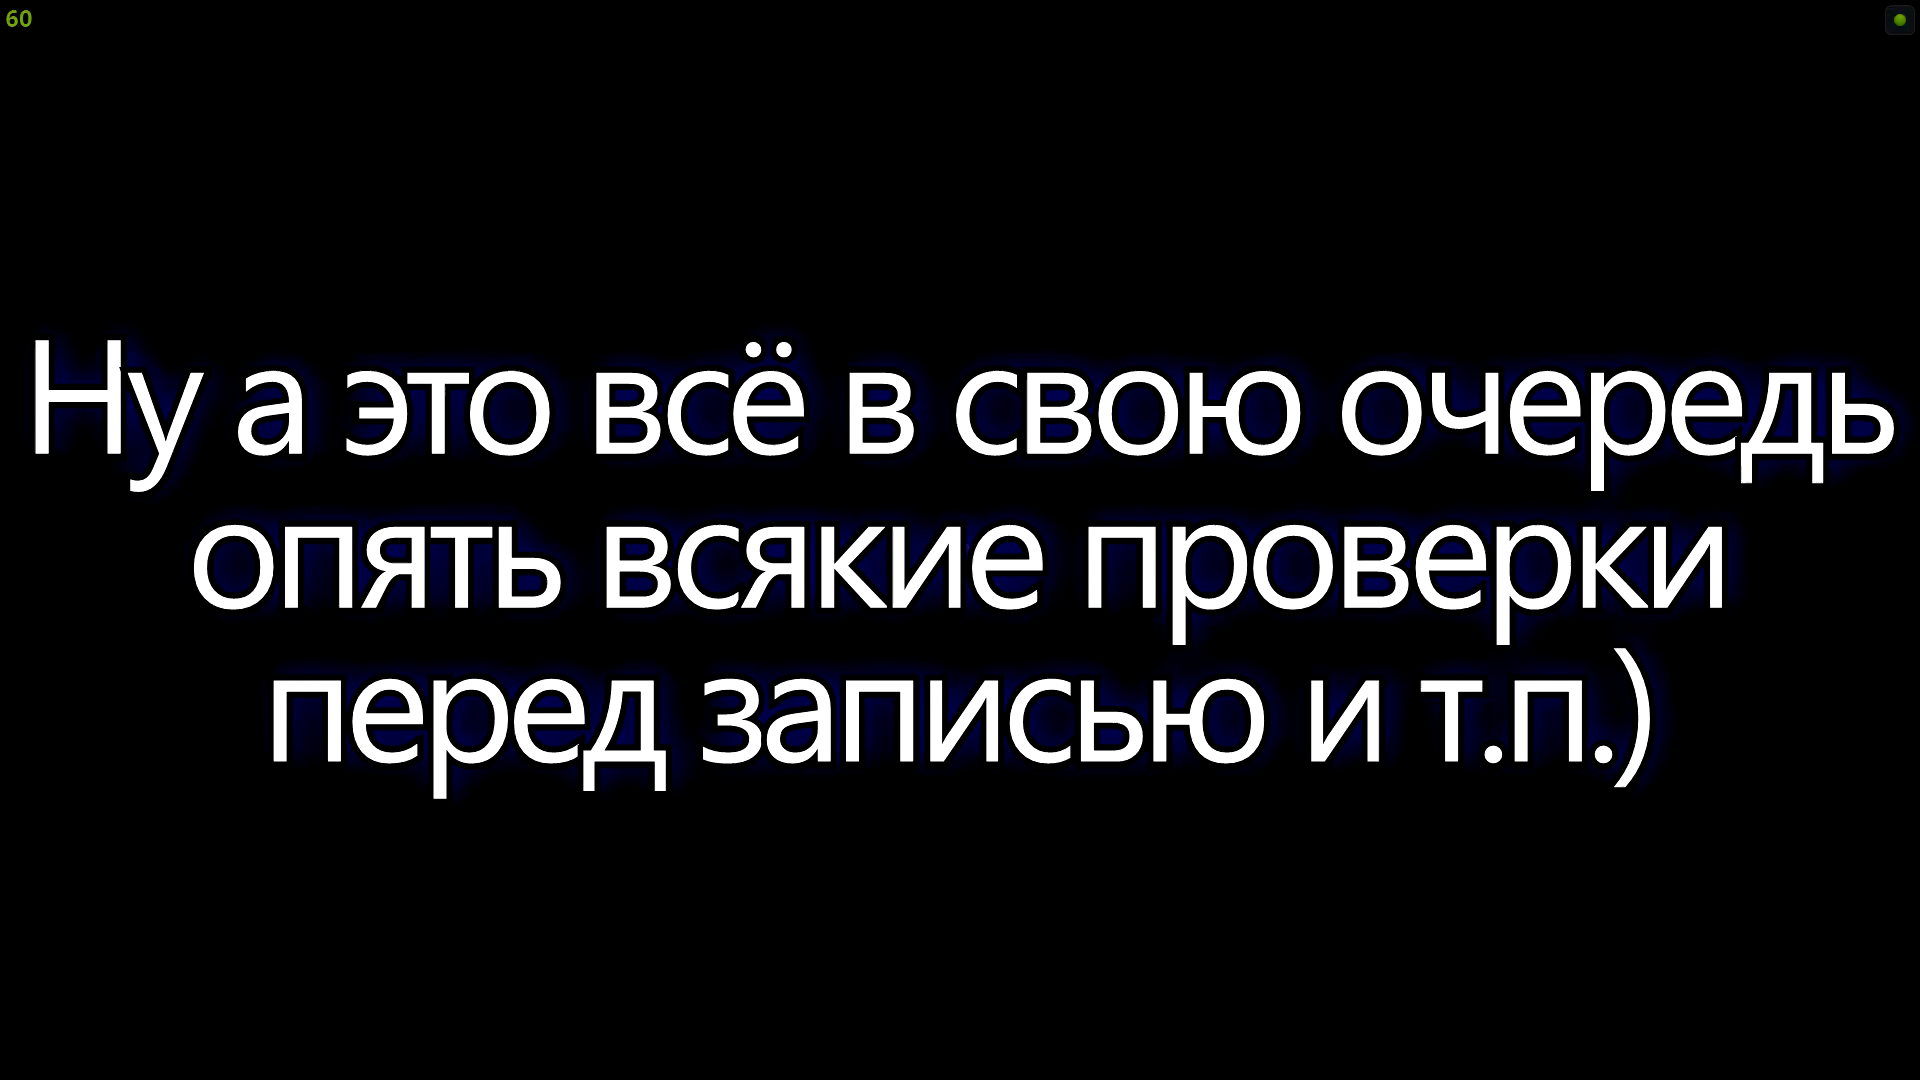 60
Ну а это всё в свою очередь
опять всякие проверки
перед записью и т.п.)